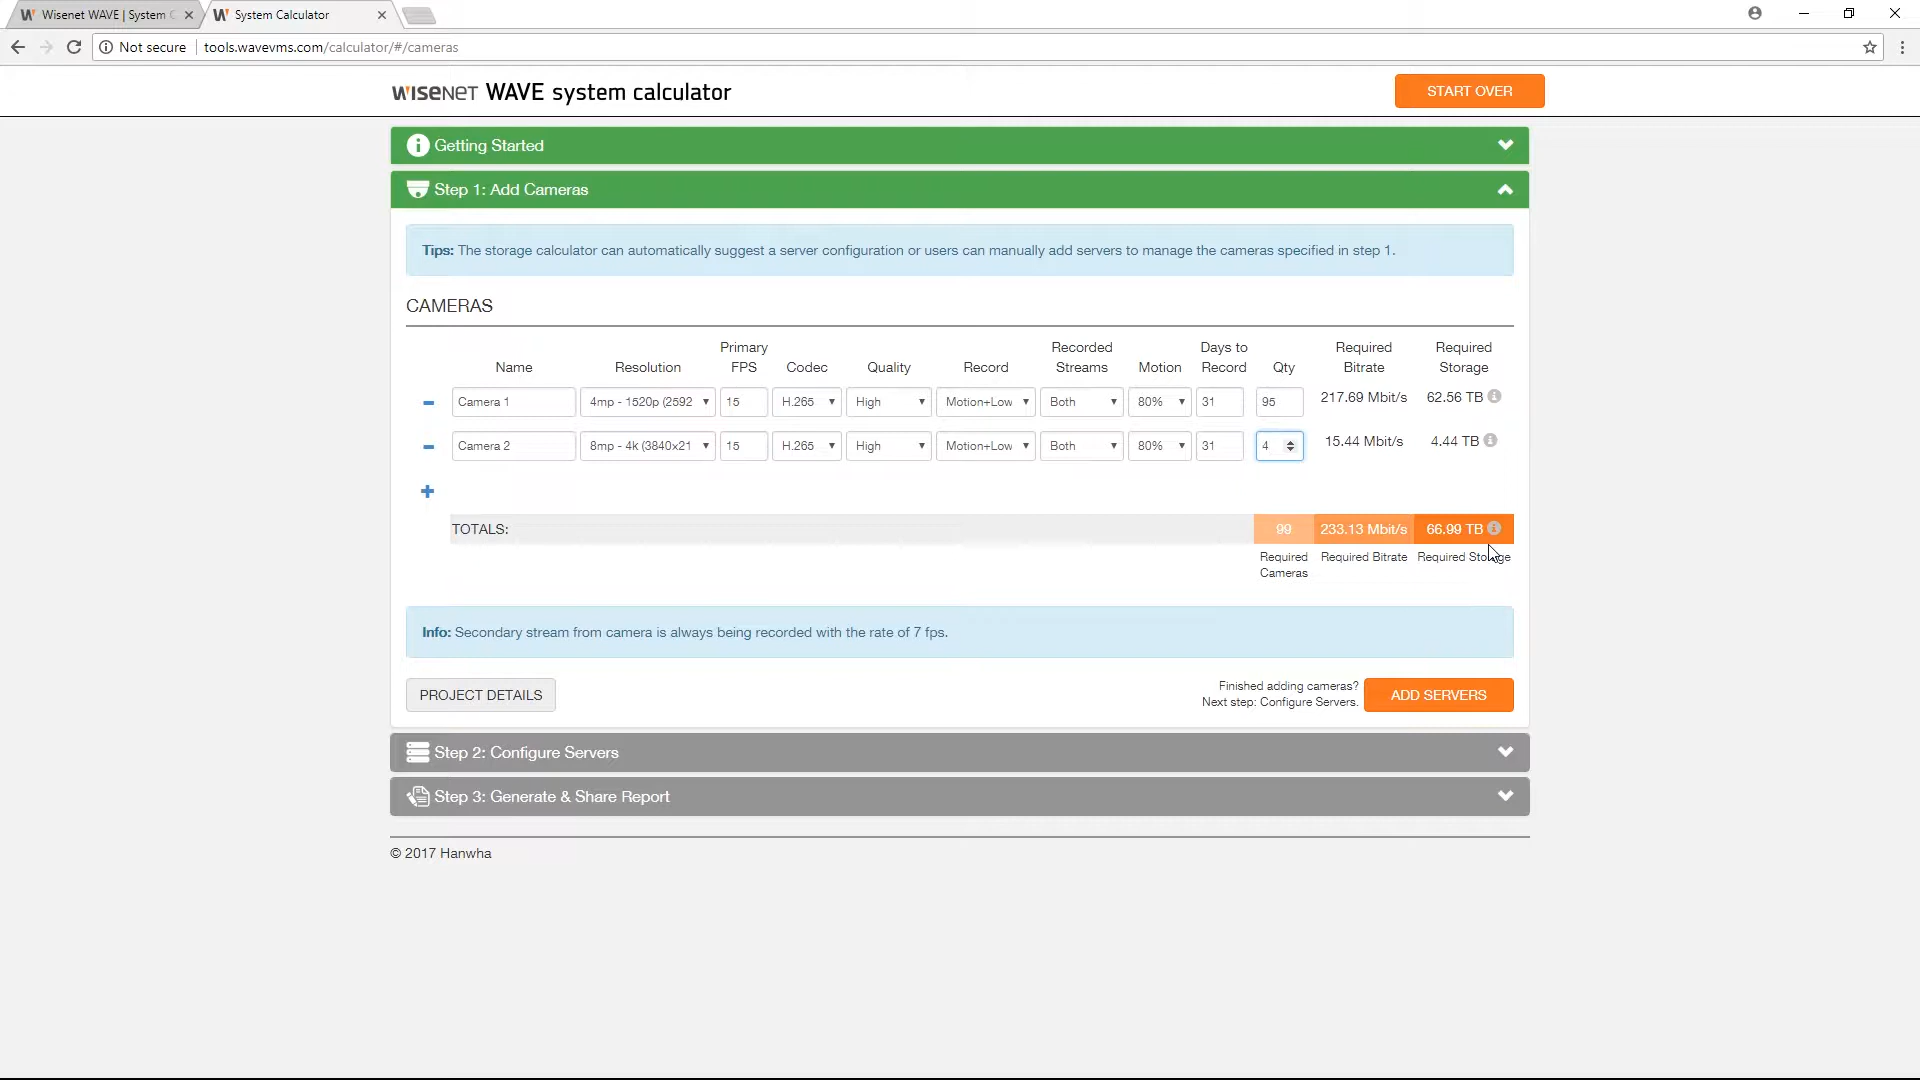 Wisenet WAVE | System C
System Calculator
Not secure
tools.wavevms.com/calculator/#/cameras
WISENET WAVE system calculator
START OVER
Getting Started
Step 1: Add Cameras
Tips: The storage calculator can automatically suggest a server configuration or users can manually add servers to manage the cameras specified in step 1.
CAMERAS
Name Resolution Primary FPS Codec Quality Record Recorded Streams Motion Days to Record Qty Required Bitrate Required Storage
Camera 1 4mp - 1520p (2592 15 H.265 High Motion+Low Both 80% 31 95 217.69 Mbit/s 62.56 TB
Camera 2 8mp - 4k (3840x21 15 H.265 High Motion+Low Both 80% 31 4 15.44 Mbit/s 4.44 TB
TOTALS: 99 233.13 Mbit/s 66.99 TB
Required Cameras Required Bitrate Required Storage
Info: Secondary stream from camera is always being recorded with the rate of 7 fps.
PROJECT DETAILS
Finished adding cameras?
Next step: Configure Servers.
ADD SERVERS
Step 2: Configure Servers
Step 3: Generate & Share Report
© 2017 Hanwha